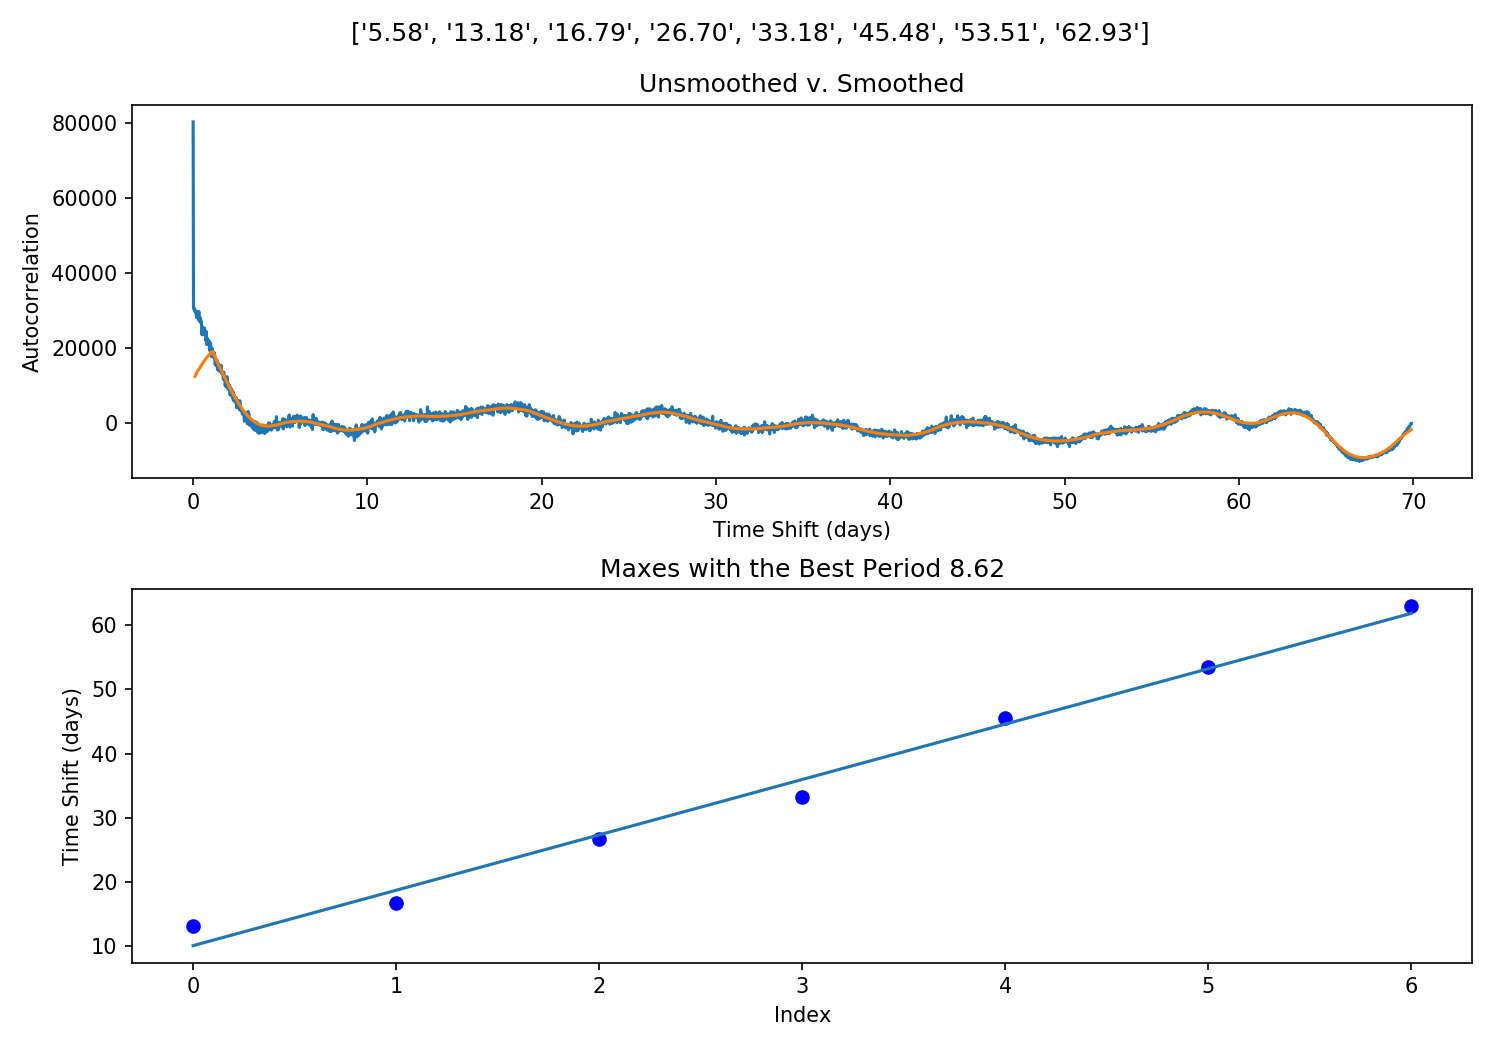 ['5.58', '13.18', '16.79', '26.70', '33.18', '45.48', '53.51', '62.93']
Unsmoothed v. Smoothed
80000
60000
40000
20000
0
Autocorrelation
0 10 20 30 40 50 60 70
Time Shift (days)
Maxes with the Best Period 8.62
60
50
40
30
20
10
Time Shift (days)
0 1 2 3 4 5 6
Index